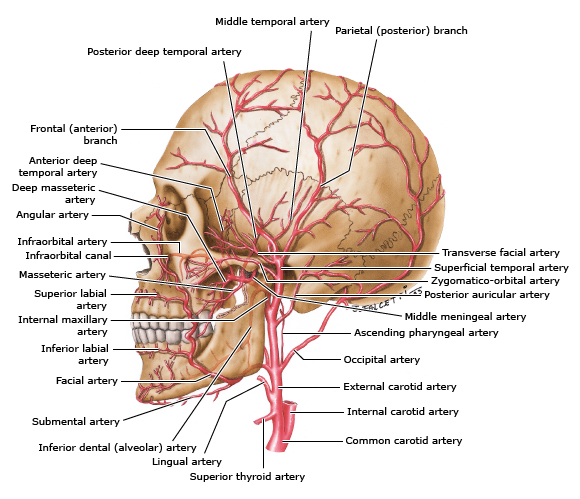 Middle temporal artery
Parietal (posterior) branch
Posterior deep temporal artery
Frontal (anterior)
branch
Anterior deep
temporal artery
Deep masseteric
artery
Angular artery
Infraorbital artery
Infraorbital canal
Masseteric artery
Superior labial
artery
Internal maxillary
artery
Inferior labial
artery
Facial artery
Submental artery
Inferior dental (alveolar) artery
Lingual artery
Superior thyroid artery
Transverse facial artery
Superficial temporal artery
Zygomatico-orbital artery
Posterior auricular artery
Middle meningeal artery
Ascending pharyngeal artery
Occipital artery
External carotid artery
Internal carotid artery
Common carotid artery